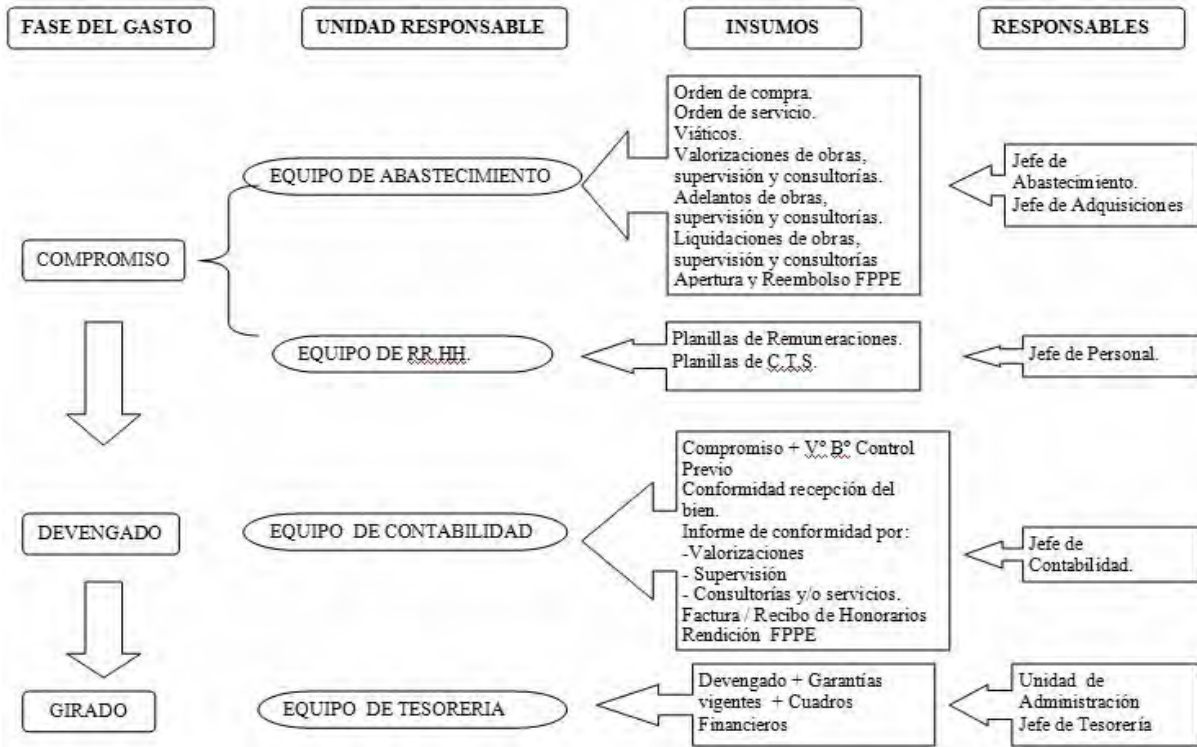 FASE DEL GASTO
UNIDAD RESPONSABLE
INSUMOS
RESPONSABLES
COMPROMISO
EQUIPO DE ABASTECIMIENTO
Orden de compra.
Orden de servicio.
Viáticos.
Valorizaciones de obras,
supervisión y consultorías.
Adelantos de obras,
supervisión y consultorías.
Liquidaciones de obras,
supervisión y consultorías
Apertura y Reembolso FPPE
Jefe de
Abastecimiento.
Jefe de Adquisiciones
EQUIPO DE RR.HH.
Planillas de Remuneraciones.
Planillas de C.T.S.
Jefe de Personal.
DEVENGADO
EQUIPO DE CONTABILIDAD
Compromiso + Vº Bº Control
Previo
Conformidad recepción del
bien.
Informe de conformidad por:
-Valorizaciones
- Supervisión
- Consultorías y/o servicios.
Factura / Recibo de Honorarios
Rendición FPPE
Jefe de
Contabilidad.
GIRADO
EQUIPO DE TESORERIA
Devengado + Garantías
vigentes + Cuadros
Financieros
Unidad de
Administración
Jefe de Tesorería